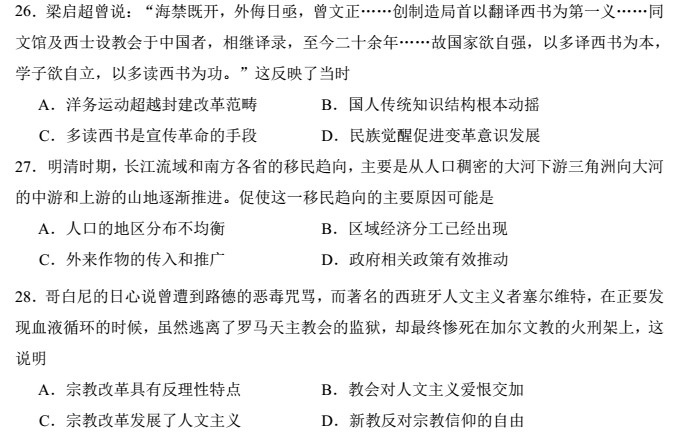 26．梁启超曾说：“海禁既开，外侮日亟，曾文正⋯⋯创制造局首以翻译西书为第一义⋯⋯同
文馆及西士设教会于中国者，相继译录，至今二十余年⋯⋯故国家欲自强，以多译西书为本，
学子欲自立，以多读西书为功。”这反映了当时
A．洋务运动超越封建改革范畴 B．国人传统知识结构根本动摇
C．多读西书是宣传革命的手段 D．民族觉醒促进变革意识发展
27．明清时期，长江流域和南方各省的移民趋向，主要是从人口稠密的大河下游三角洲向大河
的中游和上游的山地逐渐推进。促使这一移民趋向的主要原因可能是
A．人口的地区分布不均衡 B．区域经济分工已经出现
C．外来作物的传入和推广 D．政府相关政策有效推动
28．哥白尼的日心说曾遭到路德的恶毒咒骂，而著名的西班牙人文主义者塞尔维特，在正要发
现血液循环的时候，虽然逃离了罗马天主教会的监狱，却最终惨死在加尔文教的火刑架上，这
说明
A．宗教改革具有反理性特点 B．教会对人文主义爱恨交加
C．宗教改革发展了人文主义 D．新教反对宗教信仰的自由